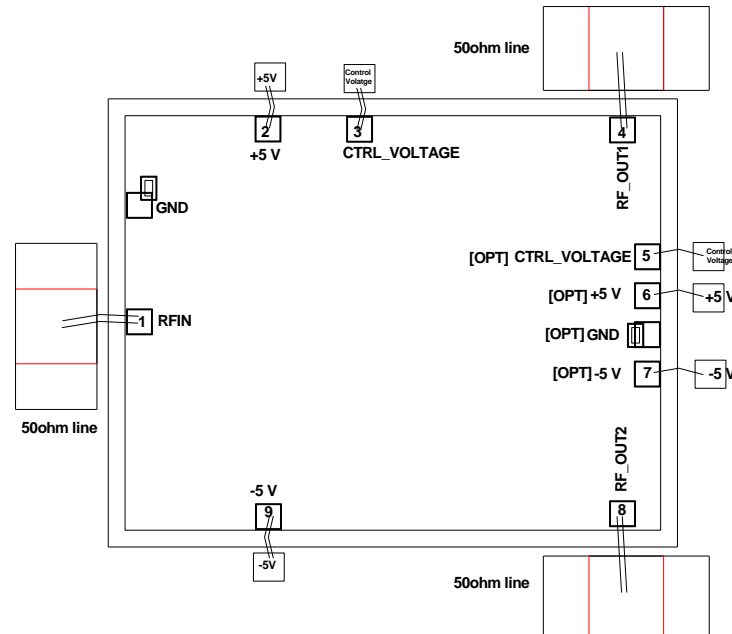 50ohm line
+5V
Control
Volatge
2
3
4
+5 V
CTRL_VOLTAGE
RF_OUT1
GND
[OPT] CTRL_VOLTAGE
5
Control
Voltage
[OPT] +5 V
6
+5 V
1
RFIN
[OPT] GND
[OPT] -5 V
7
-5 V
50ohm line
RF_OUT2
-5 V
9
8
-5V
50ohm line